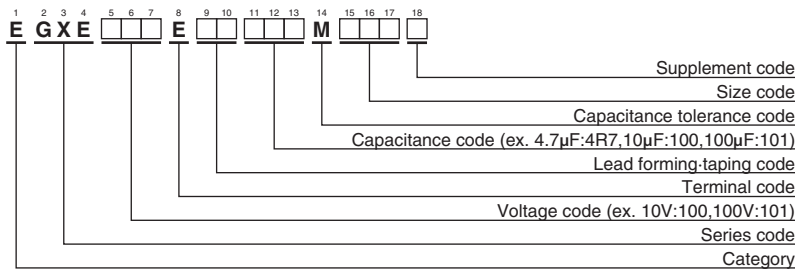 1 2 3 4 5 6 7 8 9 10 11 12 13 14 15 16 17 18
E G X E E M
Supplement code
Size code
Capacitance tolerance code
Capacitance code (ex. 4.7μF:4R7,10μF:100,100μF:101)
Lead forming·taping code
Terminal code
Voltage code (ex. 10V:100,100V:101)
Series code
Category